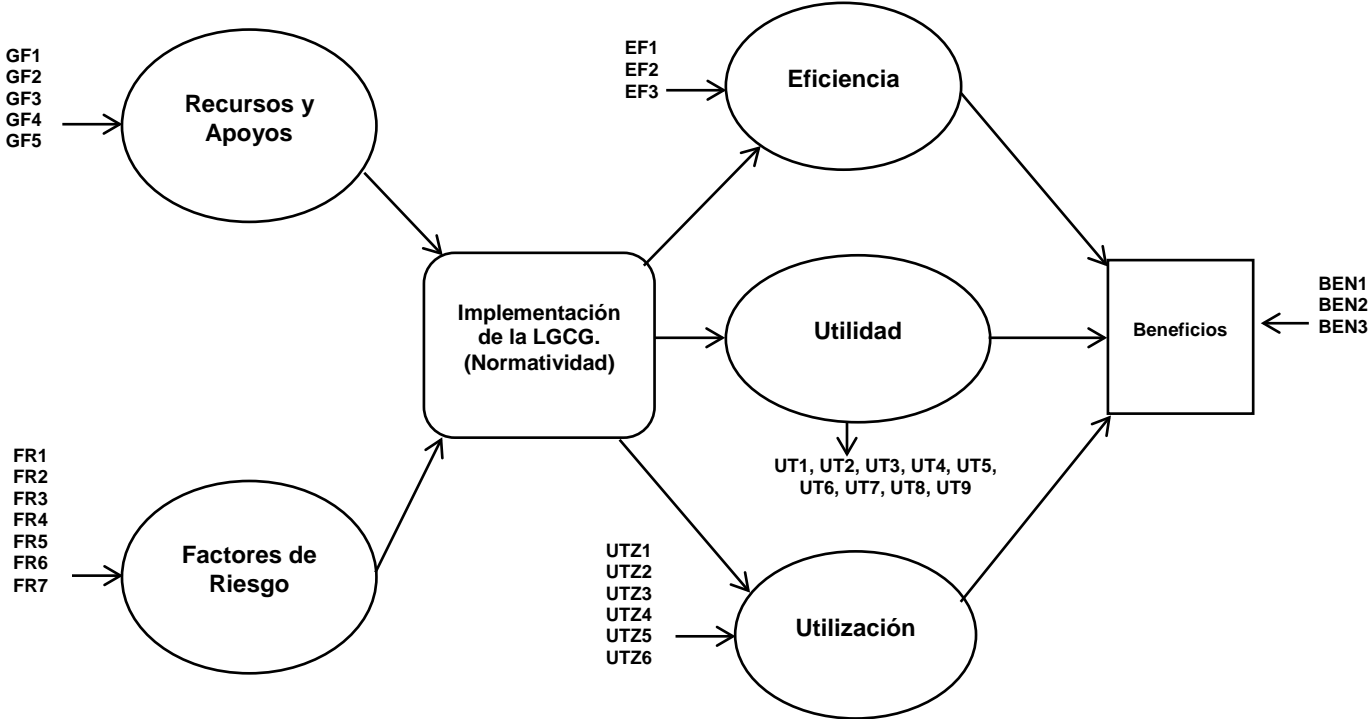 GF1
GF2
GF3
GF4
GF5
Recursos y
Apoyos
EF1
EF2
EF3
Eficiencia
Implementación
de la LGCG.
(Normatividad)
Utilidad
UT1, UT2, UT3, UT4, UT5,
UT6, UT7, UT8, UT9
Beneficios
BEN1
BEN2
BEN3
FR1
FR2
FR3
FR4
FR5
FR6
FR7
Factores de
Riesgo
UTZ1
UTZ2
UTZ3
UTZ4
UTZ5
UTZ6
Utilización